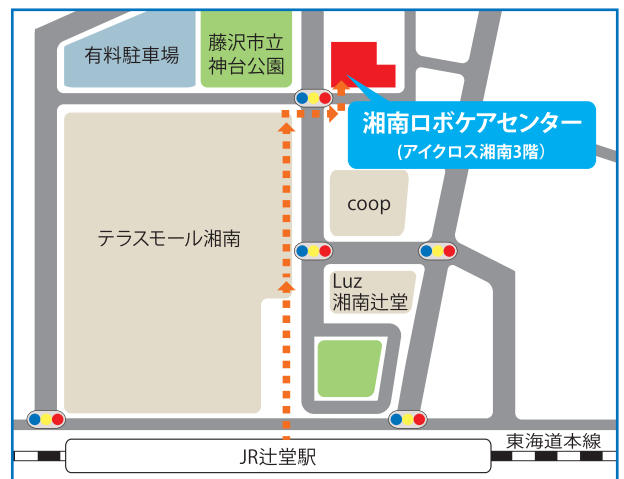 有料駐車場
藤沢市立
神台公園
湘南ロボケアセンター
(アイクロス湘南3階)
coop
テラスモール湘南
Luz
湘南辻堂
東海道本線
JR辻堂駅